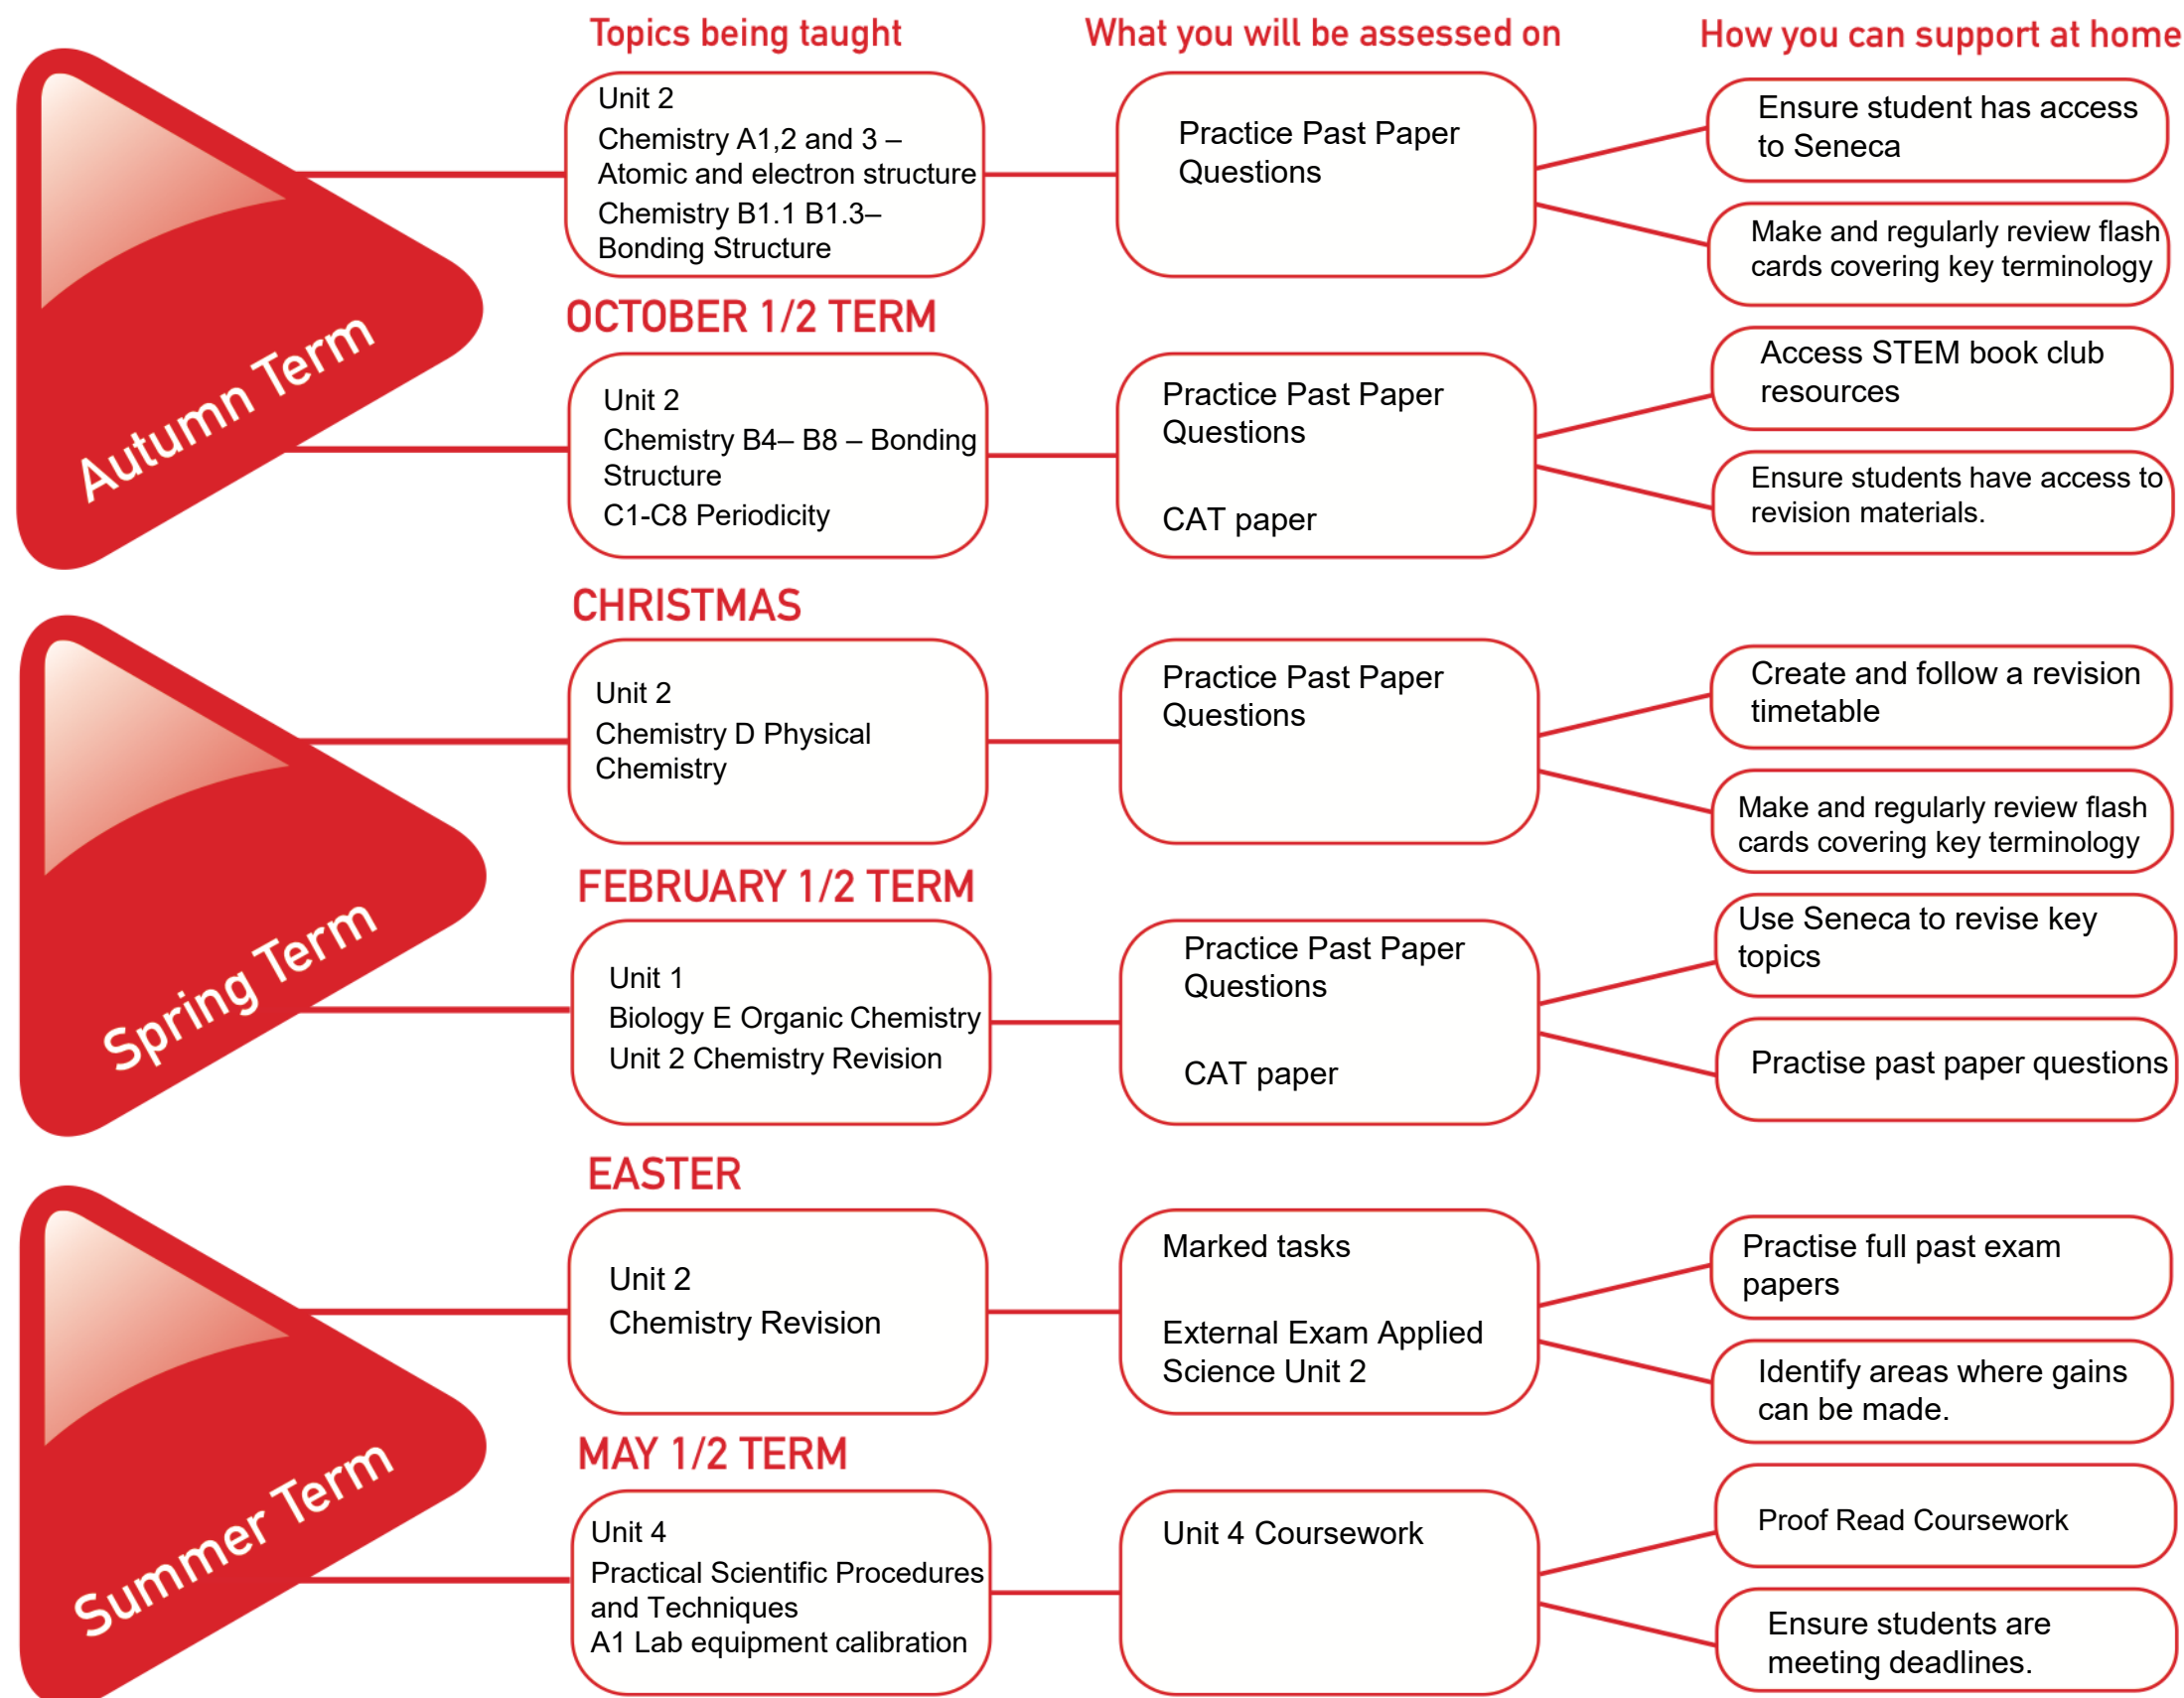 Topics being taught
What you will be assessed on
How you can support at home
Autumn Term
Unit 2
Chemistry A1,2 and 3 –
Atomic and electron structure
Chemistry B1.1 B1.3–
Bonding Structure
Practice Past Paper
Questions
Ensure student has access
to Seneca
Make and regularly review flash
cards covering key terminology
OCTOBER 1/2 TERM
Unit 2
Chemistry B4– B8 – Bonding
Structure
C1-C8 Periodicity
Practice Past Paper
Questions
CAT paper
Access STEM book club
resources
Ensure students have access to
revision materials.
CHRISTMAS
Spring Term
Unit 2
Chemistry D Physical
Chemistry
Practice Past Paper
Questions
Create and follow a revision
timetable
Make and regularly review flash
cards covering key terminology
FEBRUARY 1/2 TERM
Unit 1
Biology E Organic Chemistry
Unit 2 Chemistry Revision
Practice Past Paper
Questions
CAT paper
Use Seneca to revise key
topics
Practise past paper questions
EASTER
Summer Term
Unit 2
Chemistry Revision
Marked tasks
External Exam Applied
Science Unit 2
Practise full past exam
papers
Identify areas where gains
can be made.
MAY 1/2 TERM
Unit 4
Practical Scientific Procedures
and Techniques
A1 Lab equipment calibration
Unit 4 Coursework
Proof Read Coursework
Ensure students are
meeting deadlines.